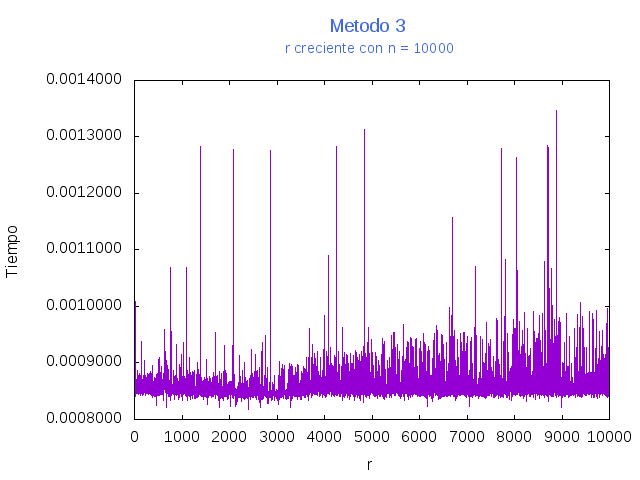 Metodo 3
r creciente con n = 10000
0.0014000
0.0013000
0.0012000
0.0011000
0.0010000
0.0009000
0.0008000
Tiempo
0 1000 2000 3000 4000 5000 6000 7000 8000 9000 10000
r